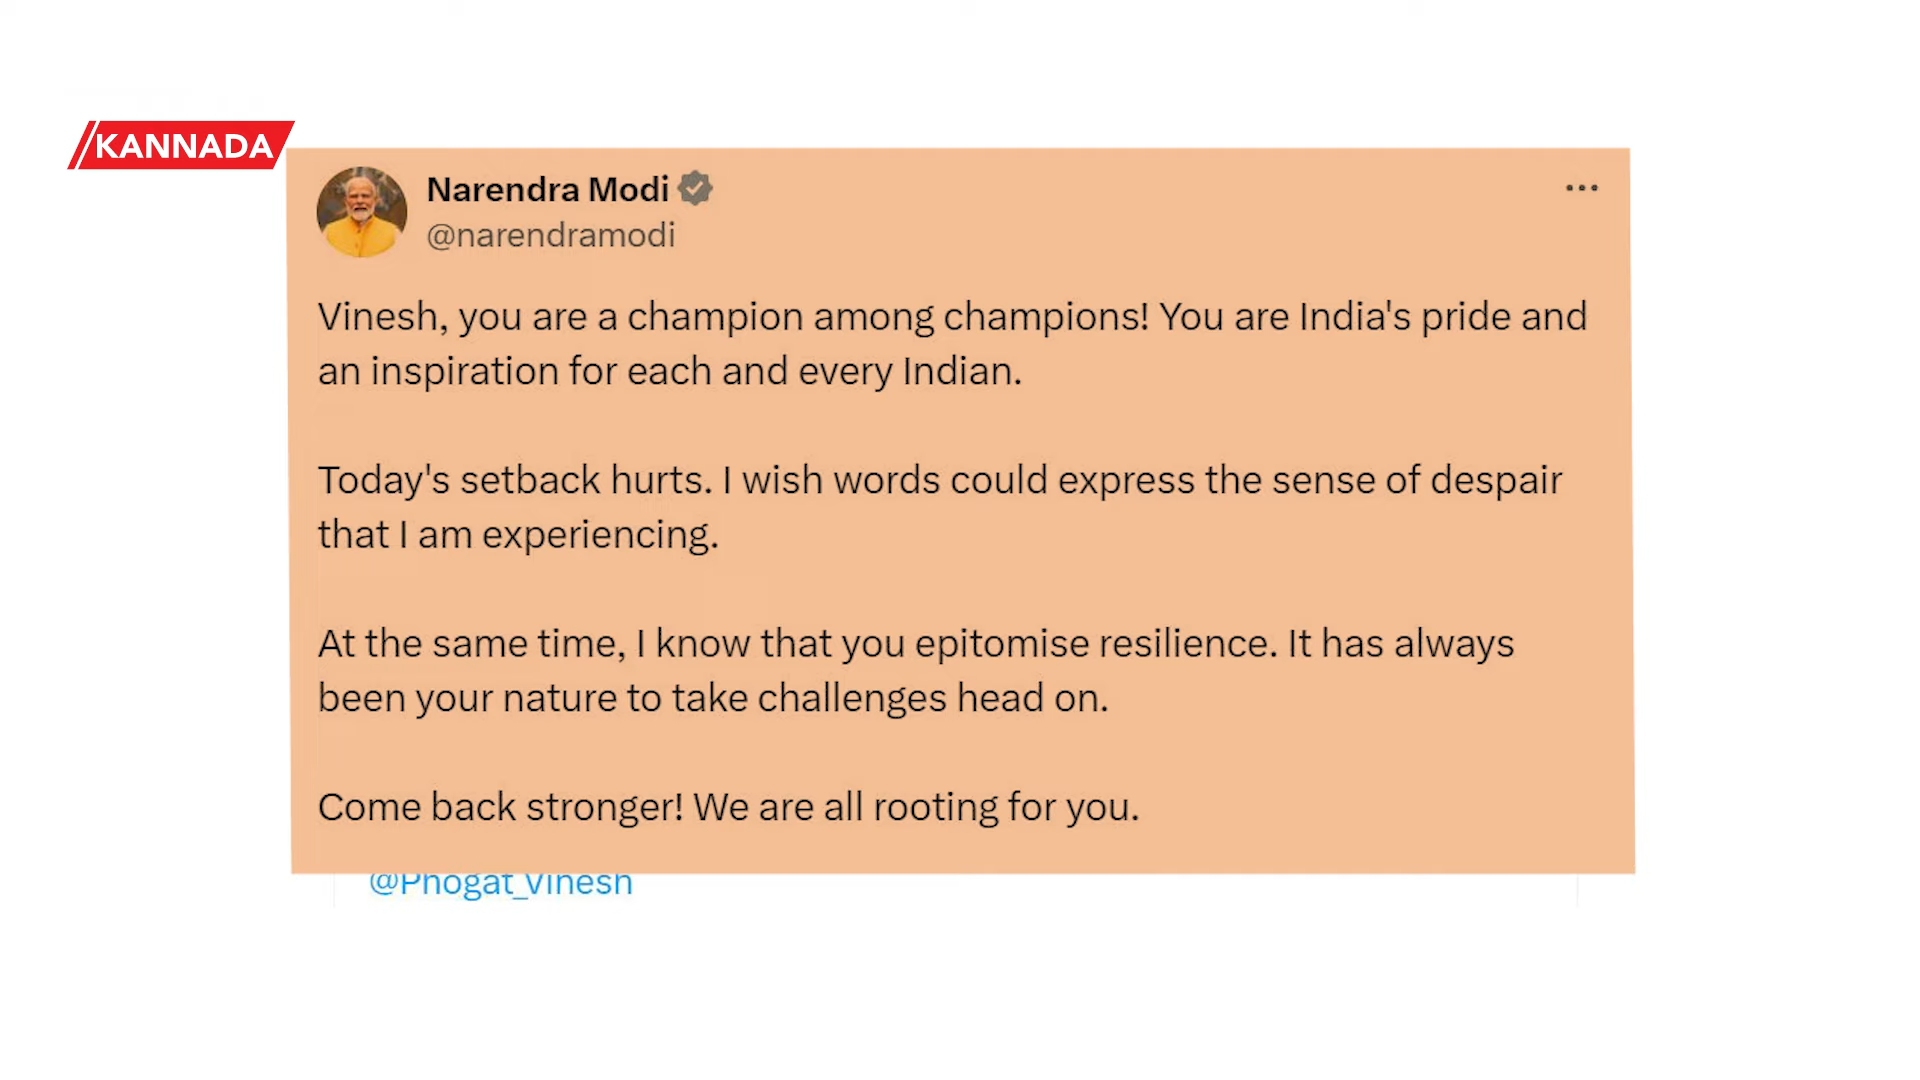 KANNADA
Narendra Modi
@narendramodi
Vinesh, you are a champion among champions! You are India's pride and
an inspiration for each and every Indian.
Today's setback hurts. I wish words could express the sense of despair
that I am experiencing.
At the same time, I know that you epitomise resilience. It has always
been your nature to take challenges head on.
Come back stronger! We are all rooting for you.
@Phogat_Vinesh